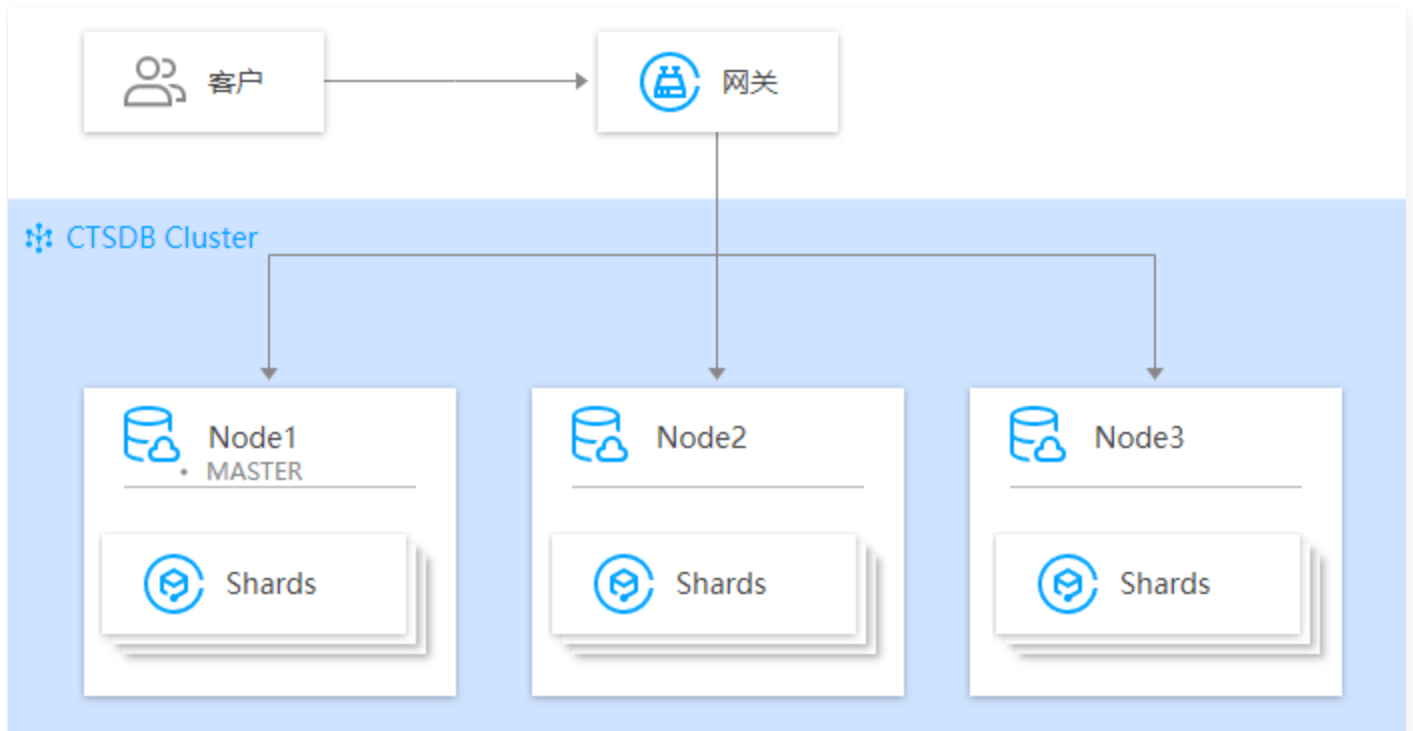 客户
网关
CTSDB Cluster
Node1
• MASTER
Node2
Node3
Shards
Shards
Shards